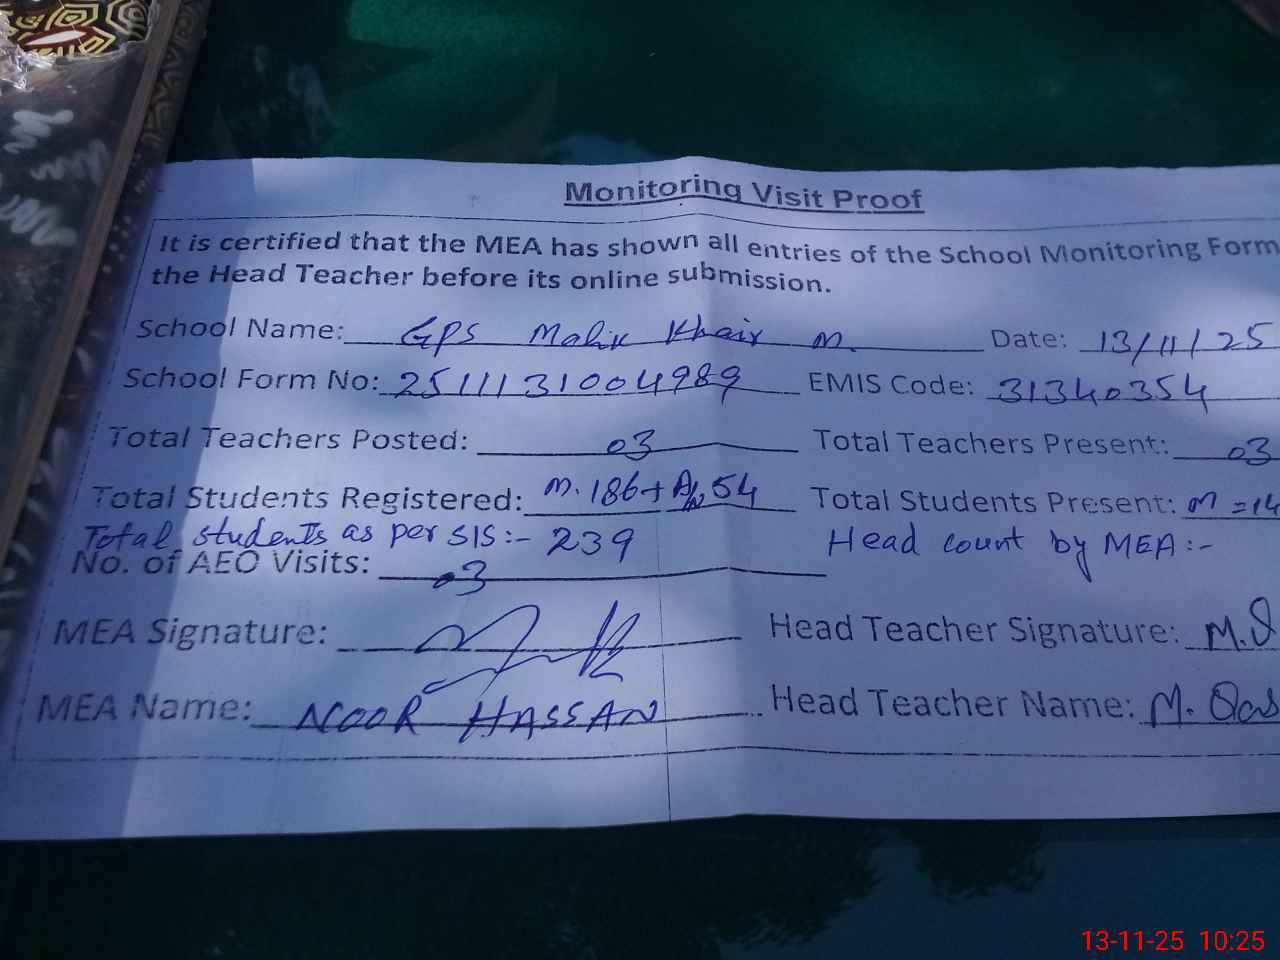 Monitoring Visit Proof
It is certified that the MEA has shown all entries of the School Monitoring Form
the Head Teacher before its online submission.
School Name: GPS Malik Khair M. Date: 13/11/25
School Form No: 2511131004989 EMIS Code: 31340354
Total Teachers Posted: 03 Total Teachers Present: 03
Total Students Registered: M. 186+ 54 Total Students Present: M =14
Total students as per SIS:- 239 Head count by MEA:-
No. of AEO Visits: 03
MEA Signature: Head Teacher Signature: M.
MEA Name: NOOR HASSAN Head Teacher Name: M.
13-11-25 10:25